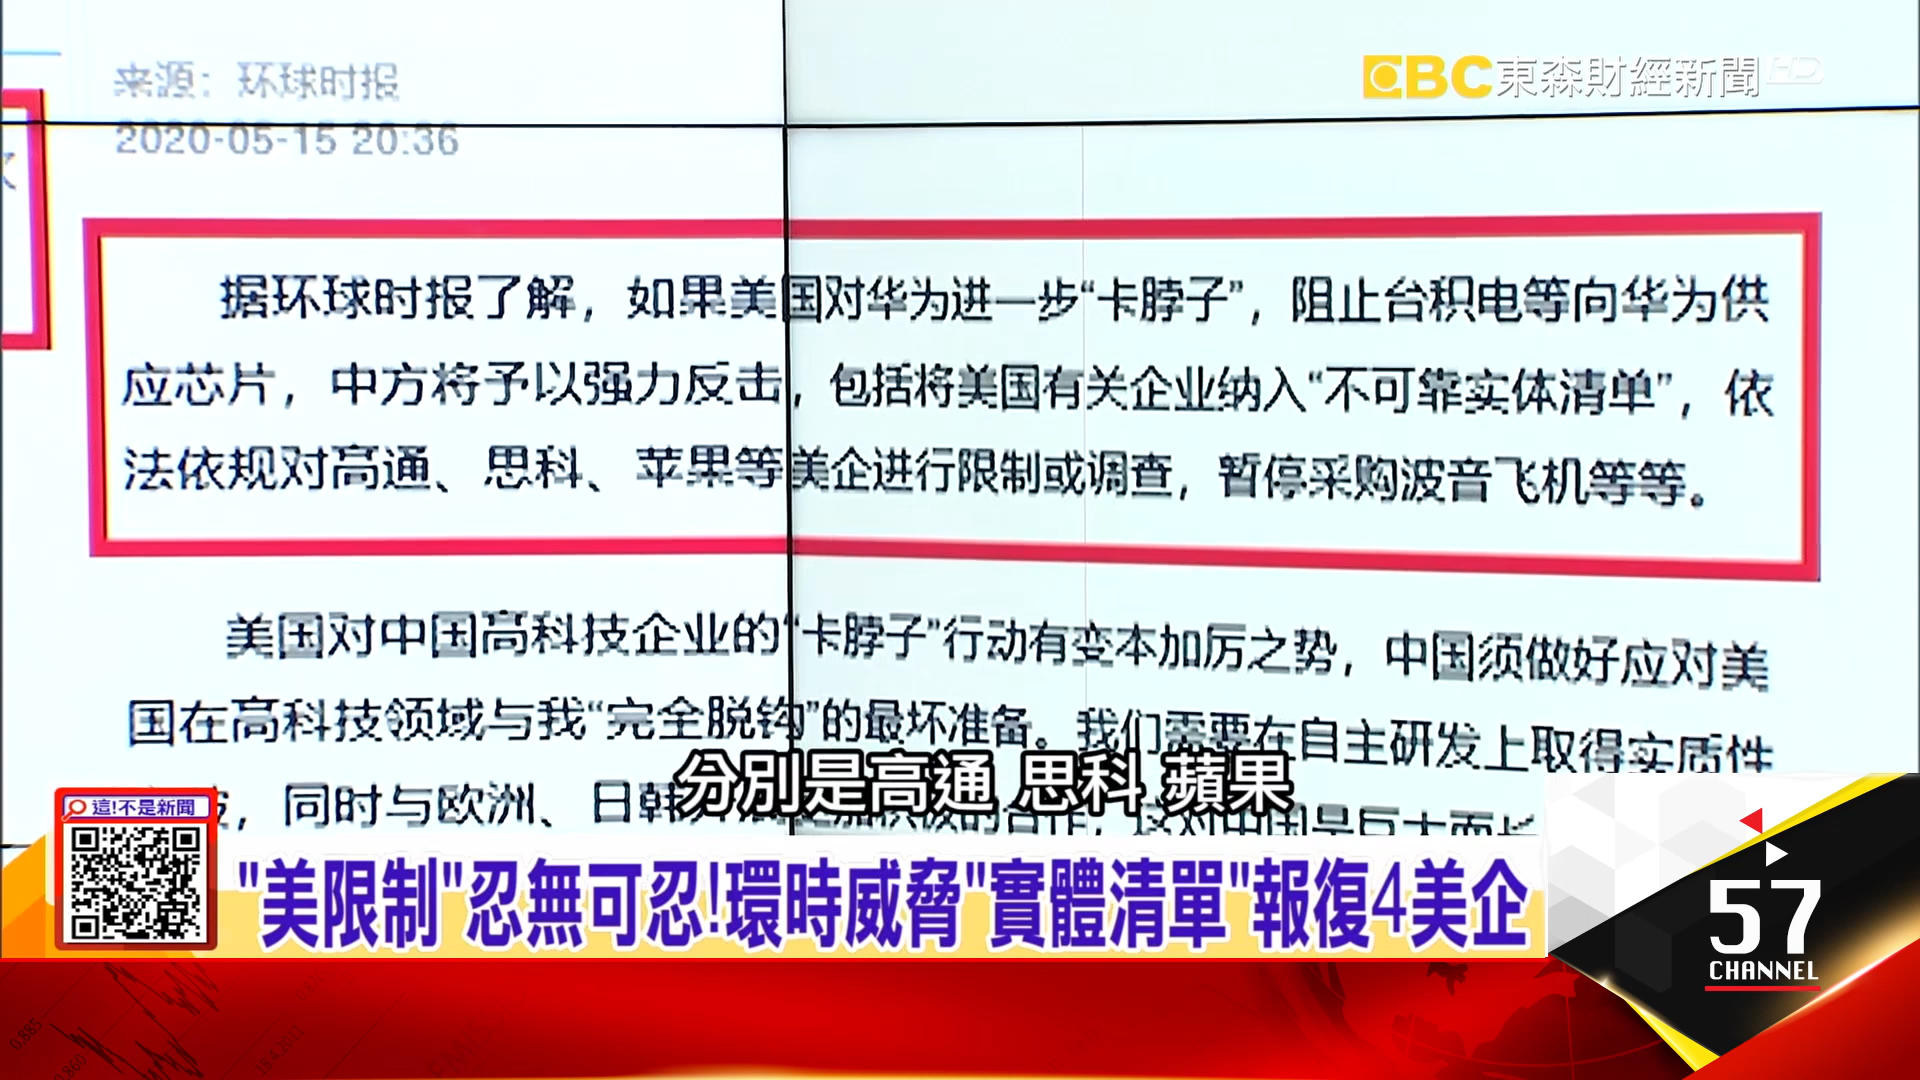 来源：环球时报
EBC東森財經新聞HD
2020-05-15 20:36
据环球时报了解，如果美国对华为进一步“卡脖子”，阻止台积电等向华为供
应芯片，中方将予以强力反击，包括将美国有关企业纳入“不可靠实体清单”，依
法依规对高通、思科、苹果等美企进行限制或调查，暂停采购波音飞机等等。
美国对中国高科技企业的“卡脖子”行动有变本加厉之势，中国须做好应对美
国在高科技领域与我“完全脱钩”的最坏准备。我们需要在自主研发上取得实质性
，同时与欧洲、日韩
分別是高通 思科 蘋果
這!不是新聞
"美限制"忍無可忍!環時威脅"實體清單"報復4美企
57
CHANNEL